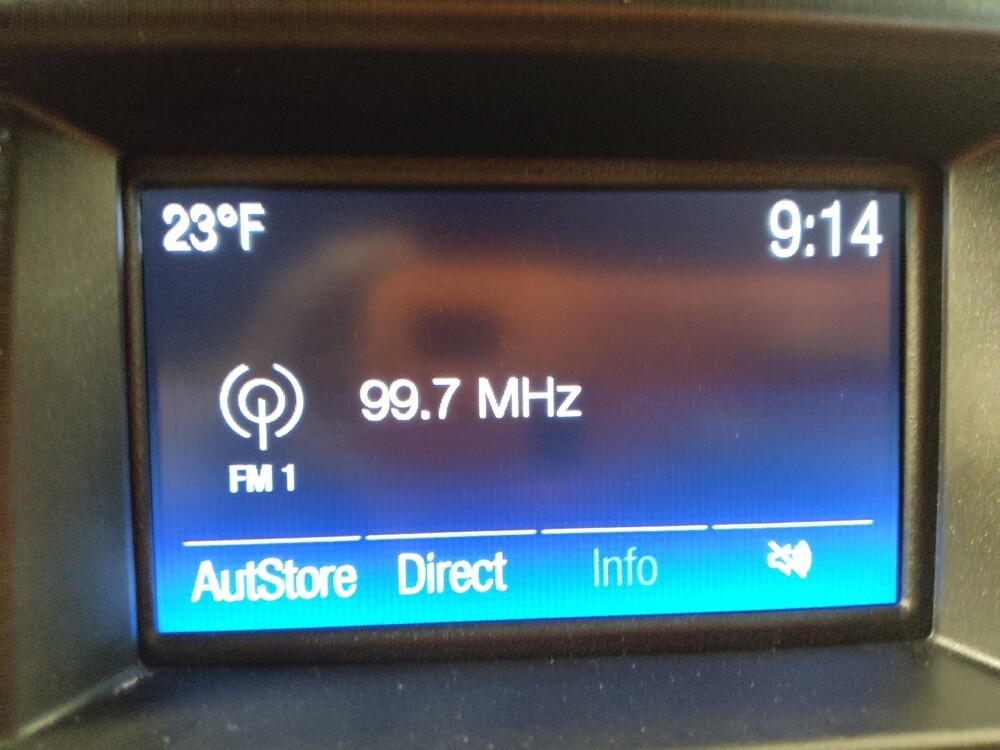 23°F 9:14
99.7 MHz
FM 1
AutStore Direct Info